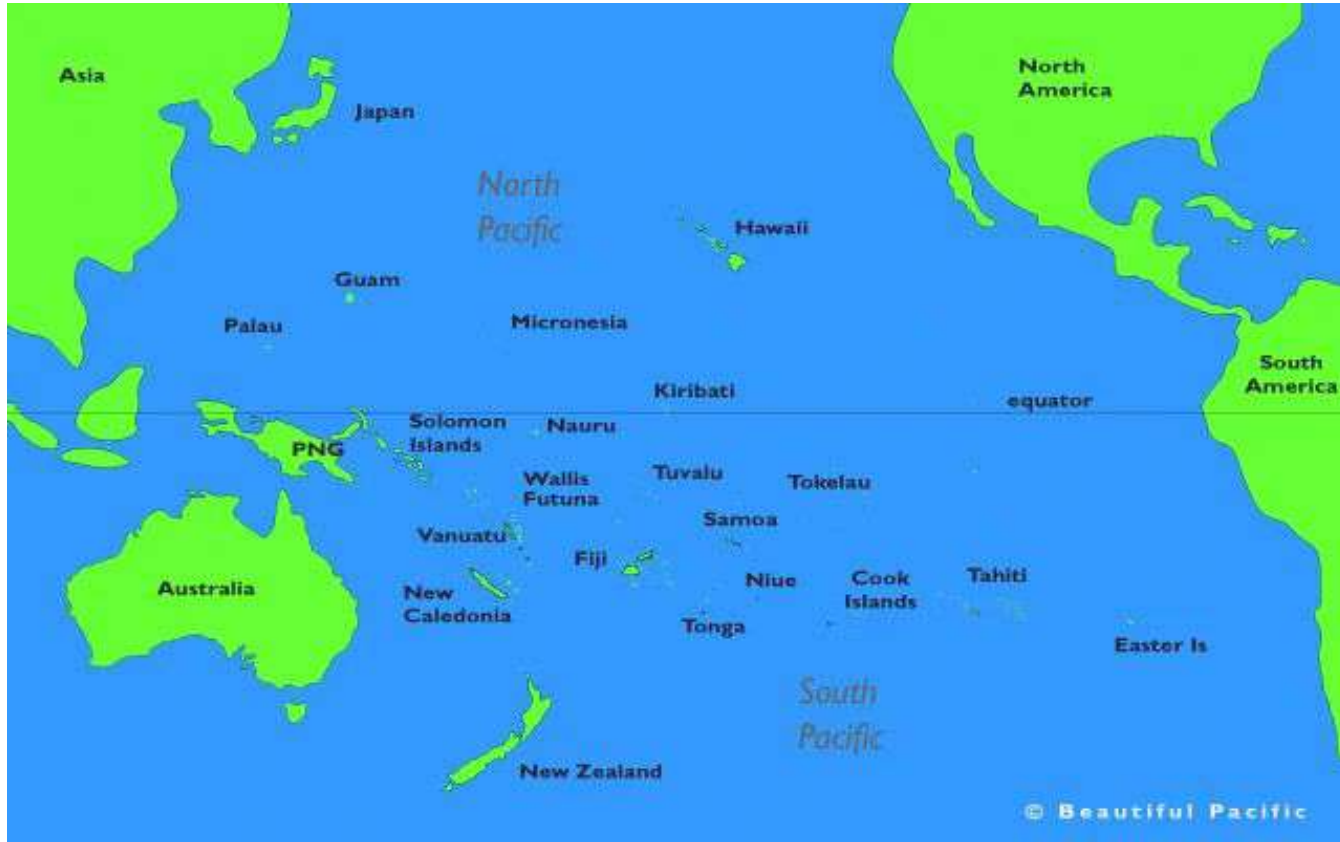 Asia
Japan
North
America
North
Pacific
Hawaii
Guam
Palau
Micronesia
Kiribati
equator
South
America
Solomon
Islands
Nauru
PNG
Wallis
Futuna
Tuvalu
Tokelau
Samoa
Vanuatu
Fiji
Australia
New
Caledonia
Niue
Cook
Islands
Tahiti
Tonga
Easter Is
South
Pacific
New Zealand
© Beautiful Pacific